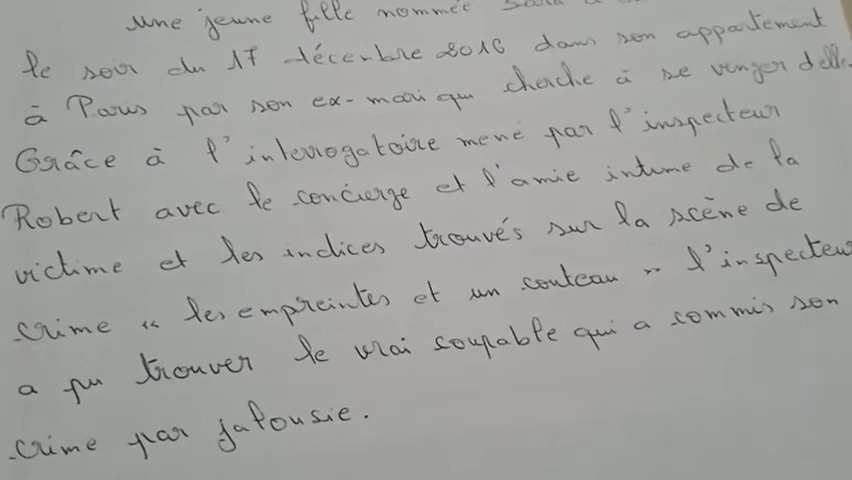 une jeune fille nommée
le soir du 17 décembre 2016 dans son appartement
à Paris par son ex-mari qui cherche à se venger d'elle.
Grâce à l'interrogatoire mené par l'inspecteur
Robert avec le concierge et l'amie intime de la
victime et les indices trouvés sur la scène de
crime " les empreintes et un couteau " l'inspecteur
a pu trouver le vrai coupable qui a commis son
crime par jalousie.